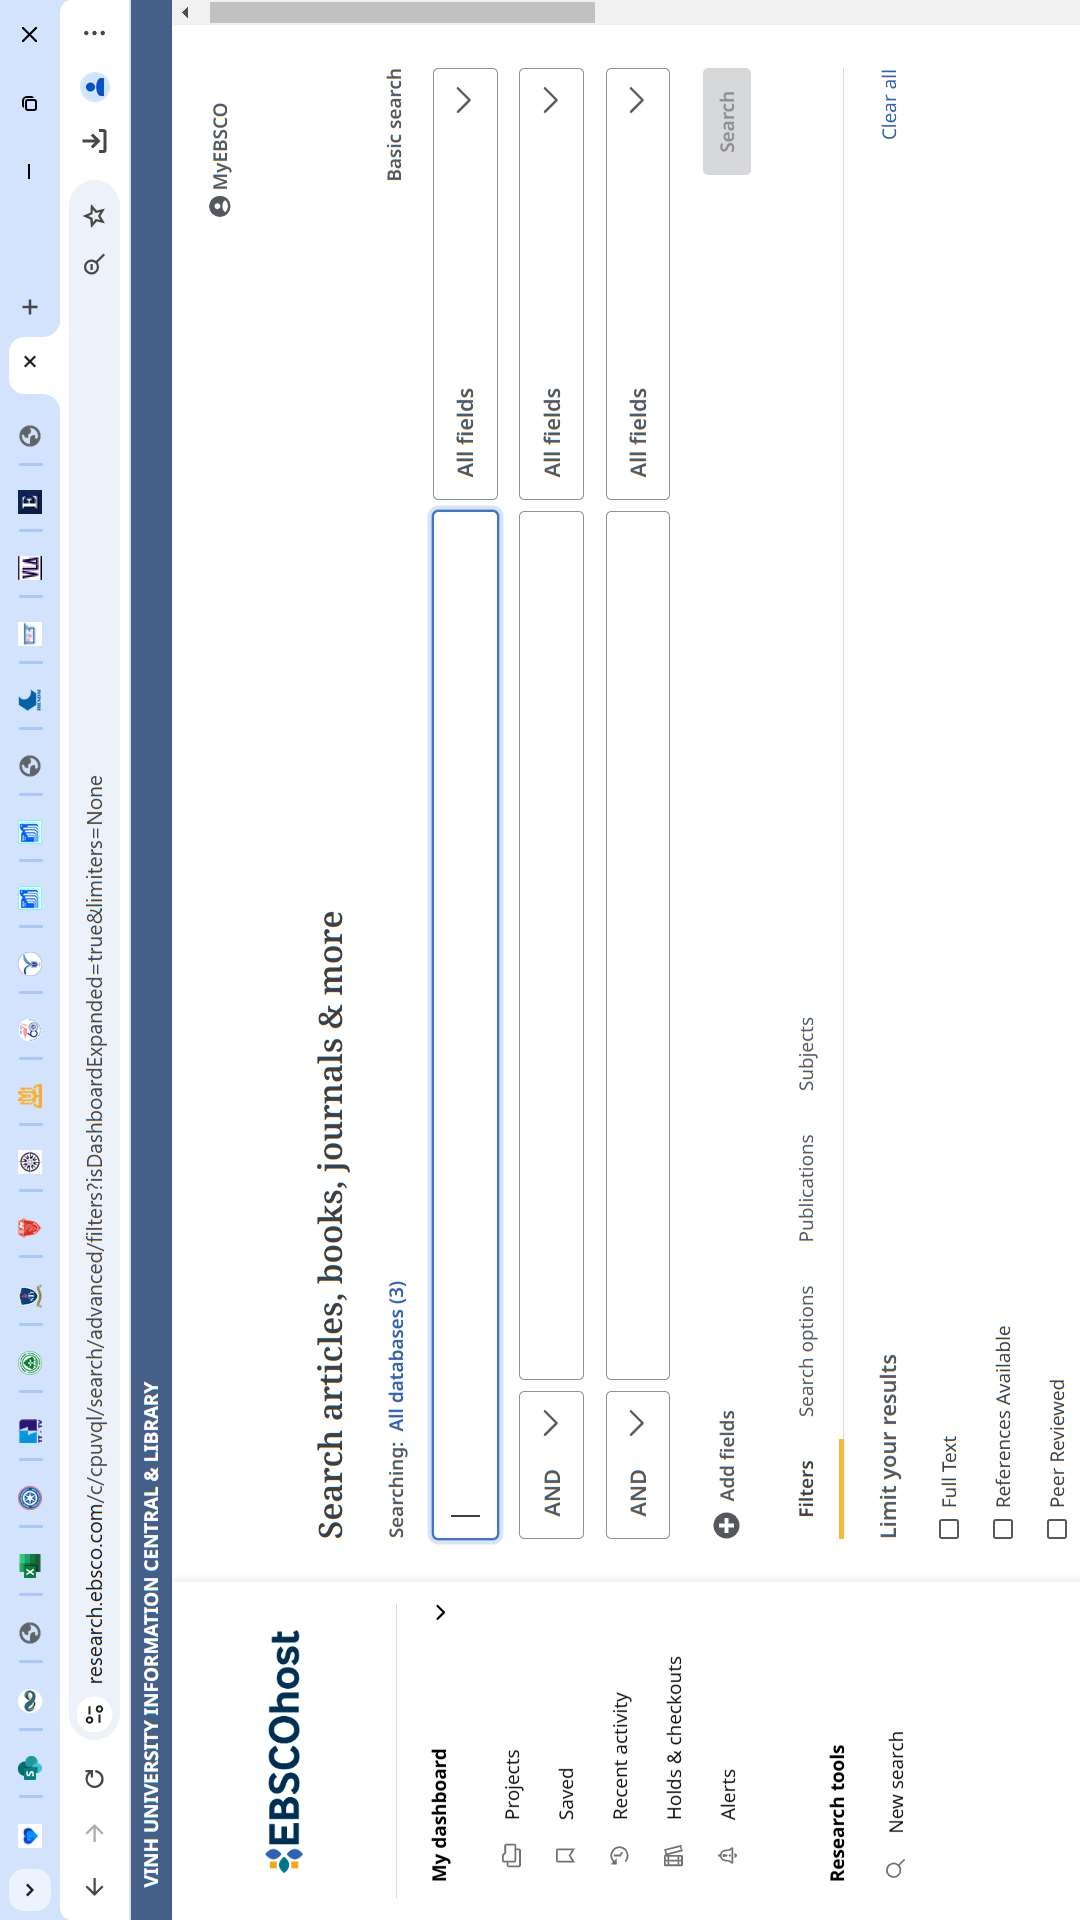 research.ebsco.com/c/cpuvql/search/advanced/filters?isDashboardExpanded=true&limiters=None
VINH UNIVERSITY INFORMATION CENTRAL & LIBRARY
EBSCOhost
My dashboard
Projects
Saved
Recent activity
Holds & checkouts
Alerts
Research tools
New search
MyEBSCO
Search articles, books, journals & more
Searching: All databases (3)
Basic search
All fields
AND
All fields
AND
All fields
Add fields
Search
Filters
Search options
Publications
Subjects
Limit your results
Clear all
Full Text
References Available
Peer Reviewed